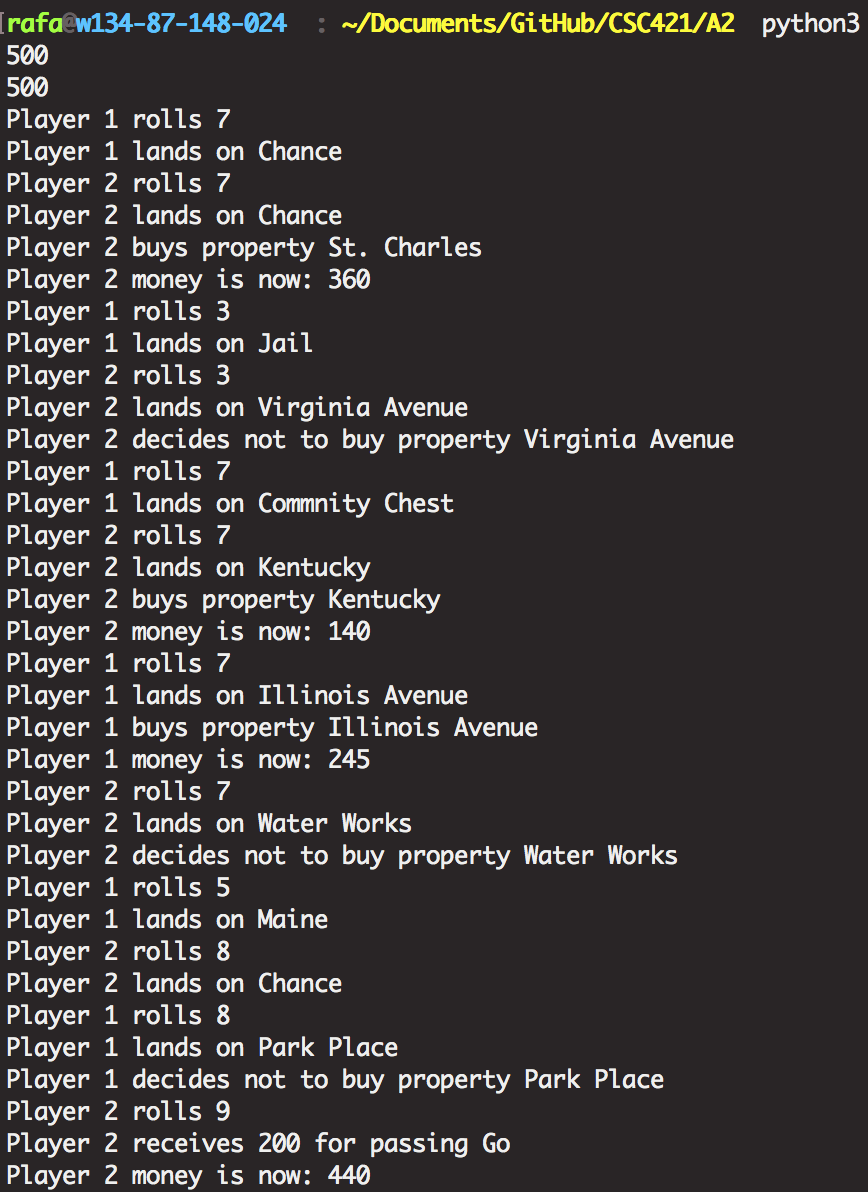 [rafa@w134-87-148-024 : ~/Documents/GitHub/CSC421/A2 python3
500
500
Player 1 rolls 7
Player 1 lands on Chance
Player 2 rolls 7
Player 2 lands on Chance
Player 2 buys property St. Charles
Player 2 money is now: 360
Player 1 rolls 3
Player 1 lands on Jail
Player 2 rolls 3
Player 2 lands on Virginia Avenue
Player 2 decides not to buy property Virginia Avenue
Player 1 rolls 7
Player 1 lands on Commnity Chest
Player 2 rolls 7
Player 2 lands on Kentucky
Player 2 buys property Kentucky
Player 2 money is now: 140
Player 1 rolls 7
Player 1 lands on Illinois Avenue
Player 1 buys property Illinois Avenue
Player 1 money is now: 245
Player 2 rolls 7
Player 2 lands on Water Works
Player 2 decides not to buy property Water Works
Player 1 rolls 5
Player 1 lands on Maine
Player 2 rolls 8
Player 2 lands on Chance
Player 1 rolls 8
Player 1 lands on Park Place
Player 1 decides not to buy property Park Place
Player 2 rolls 9
Player 2 receives 200 for passing Go
Player 2 money is now: 440